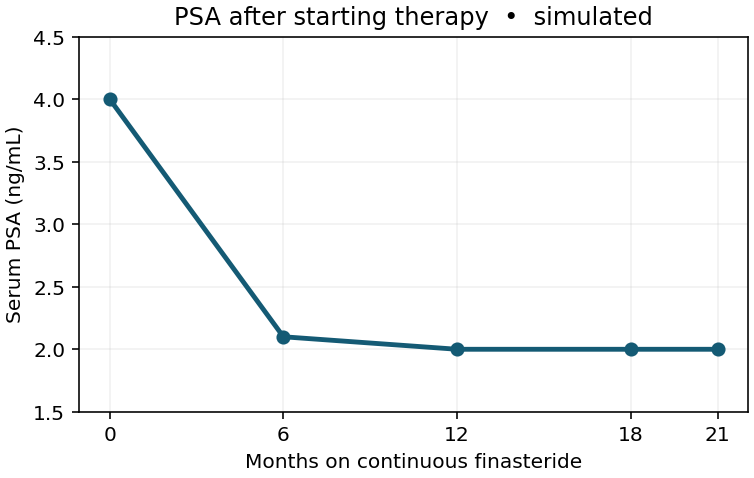 PSA after starting therapy • simulated
Serum PSA (ng/mL)
4.5
4.0
3.5
3.0
2.5
2.0
1.5
0 6 12 18 21
Months on continuous finasteride